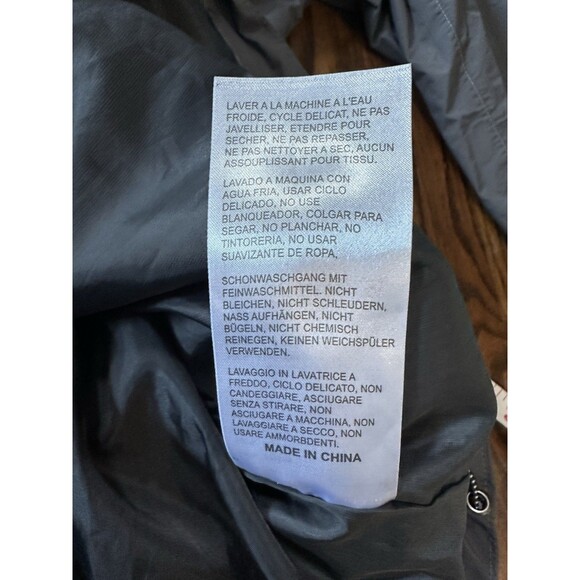 LAVER A LA MACHINE A L'EAU
FROIDE, CYCLE DELICAT, NE PAS
JAVELLISER, ETENDRE POUR
SECHER, NE PAS REPASSER,
NE PAS NETTOYER A SEC, AUCUN
ASSOUPLISSANT POUR TISSU.
LAVADO A MAQUINA CON
AGUA FRIA, USAR CICLO
DELICADO, NO USE
BLANQUEADOR, COLGAR PARA
SEGAR, NO PLANCHAR, NO
TINTORERIA, NO USAR
SUAVIZANTE DE ROPA,
SCHONWASCHGANG MIT
FEINWASCHMITTEL. NICHT
BLEICHEN, NICHT SCHLEUDERN,
NASS AUFHÄNGEN, NICHT
BÜGELN, NICHT CHEMISCH
REINEGEN, KEINEN WEICHSPÜLER
VERWENDEN.
LAVAGGIO IN LAVATRICE A
FREDDO, CICLO DELICATO, NON
CANDEGGIARE, ASCIUGARE
SENZA STIRARE, NON
ASCIUGARE A MACCHINA, NON
LAVAGGIARE A SECCO, NON
USARE AMMORBDENTI.
MADE IN CHINA